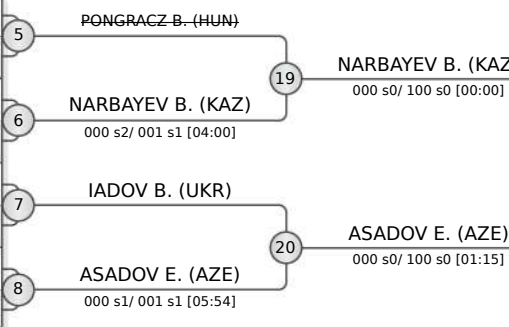 PONGRACZ B. (HUN)
5
NARBAYEV B. (KAZ
19
000 s0/ 100 s0 [00:00]
NARBAYEV B. (KAZ)
6
000 s2/ 001 s1 [04:00]
IADOV B. (UKR)
7
ASADOV E. (AZE)
20
000 s0/ 100 s0 [01:15]
ASADOV E. (AZE)
8
000 s1/ 001 s1 [05:54]